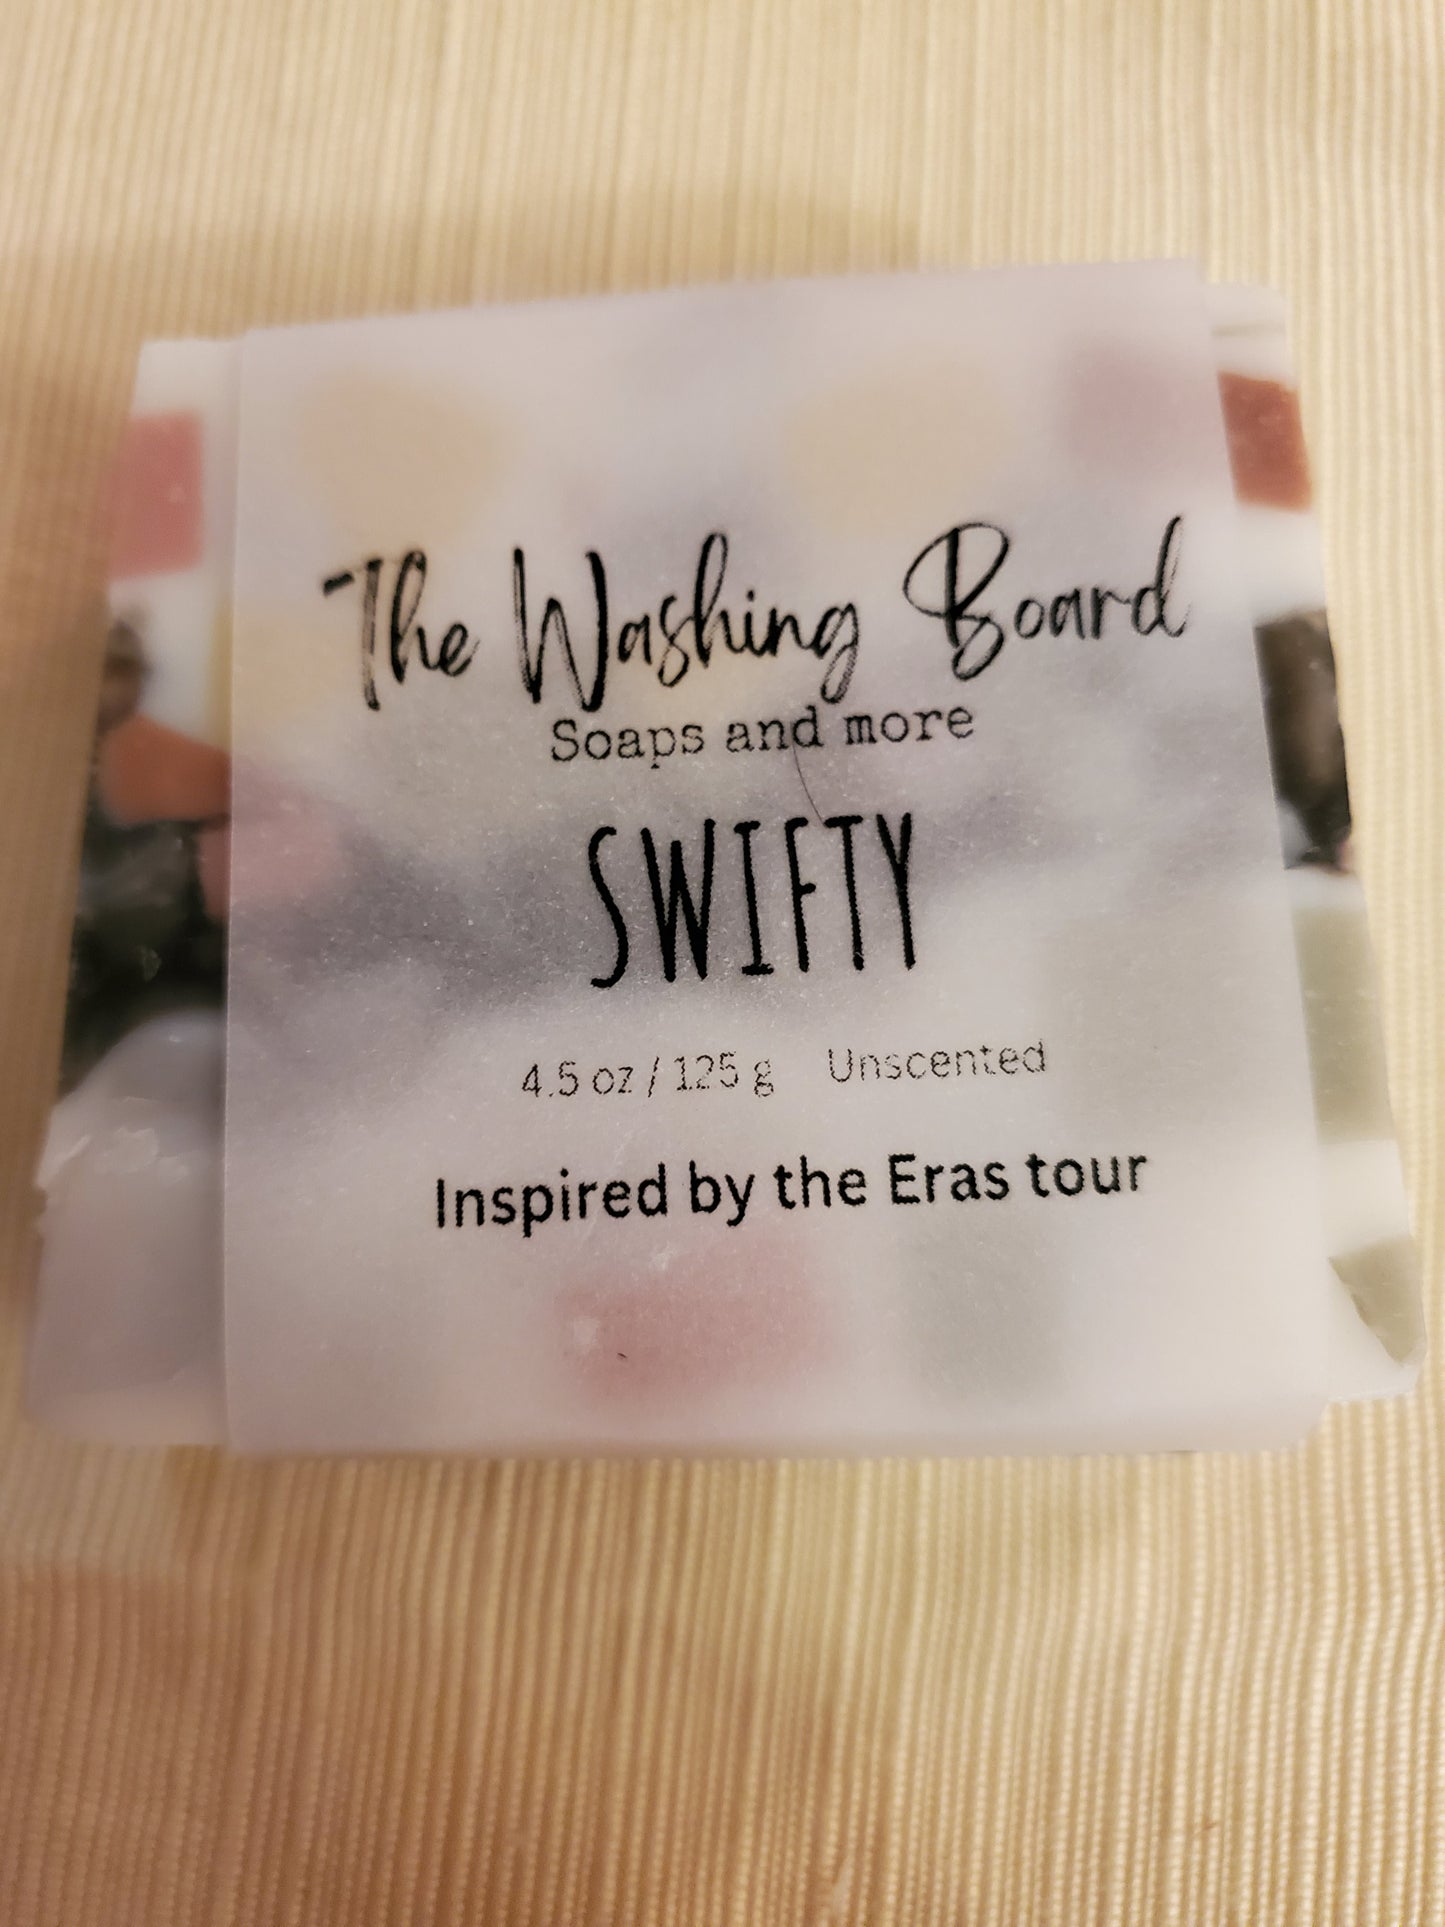 The Washing Board
Soaps and more
SWIFTY
4.5 oz / 125 g Unscented
Inspired by the Eras tour